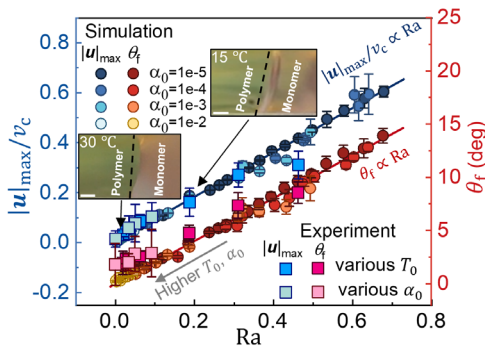 Simulation
|u|max θf
α0=1e-5
α0=1e-4
α0=1e-3
α0=1e-2
15 °C
Polymer
Monomer
30 °C
Polymer
Monomer
|u|max/vc ∝ Ra
θf ∝ Ra
Higher T0, α0
Experiment
|u|max θf
various T0
various α0
|u|max/vc
0.8
0.6
0.4
0.2
0.0
-0.2
0.0 0.2 0.4 0.6 0.8
Ra
25
20
15
10
5
0
θf (deg)